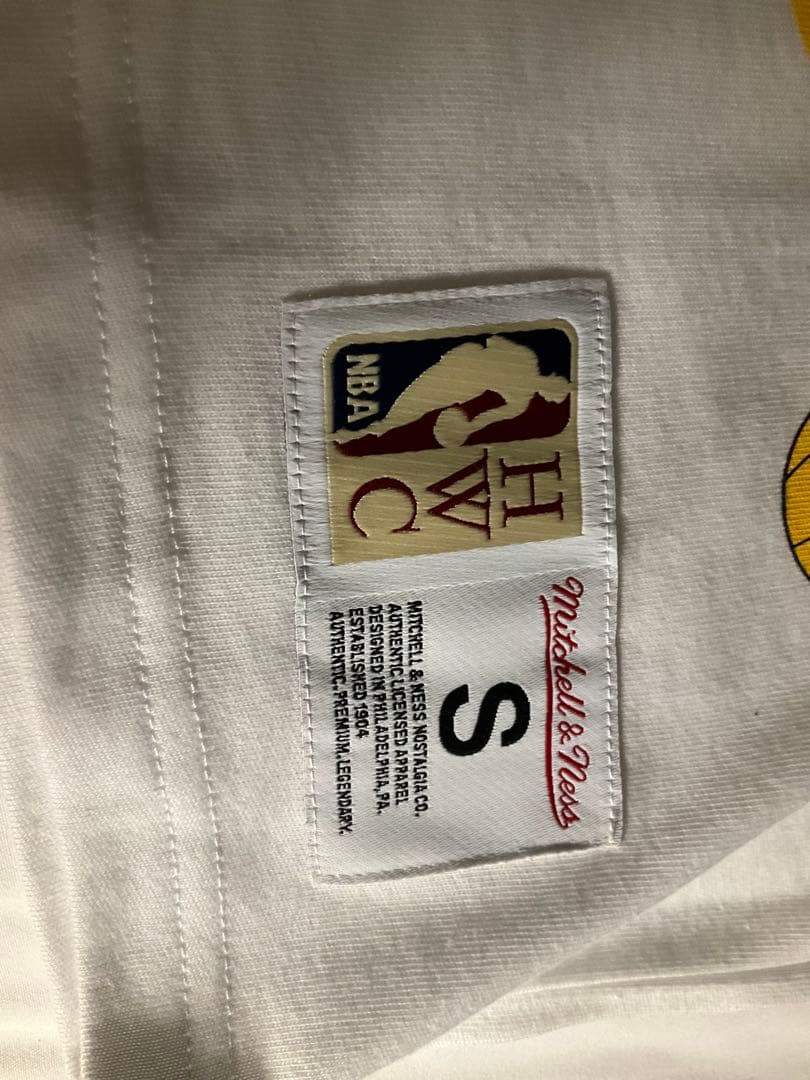 NBA
H
W
C
Mitchell & Ness
S
MITCHELL & NESS NOSTALGIA CO.
AUTHENTIC LICENSED APPAREL
DESIGNED IN PHILADELPHIA, PA.
ESTABLISHED 1904
AUTHENTIC. PREMIUM. LEGENDARY.